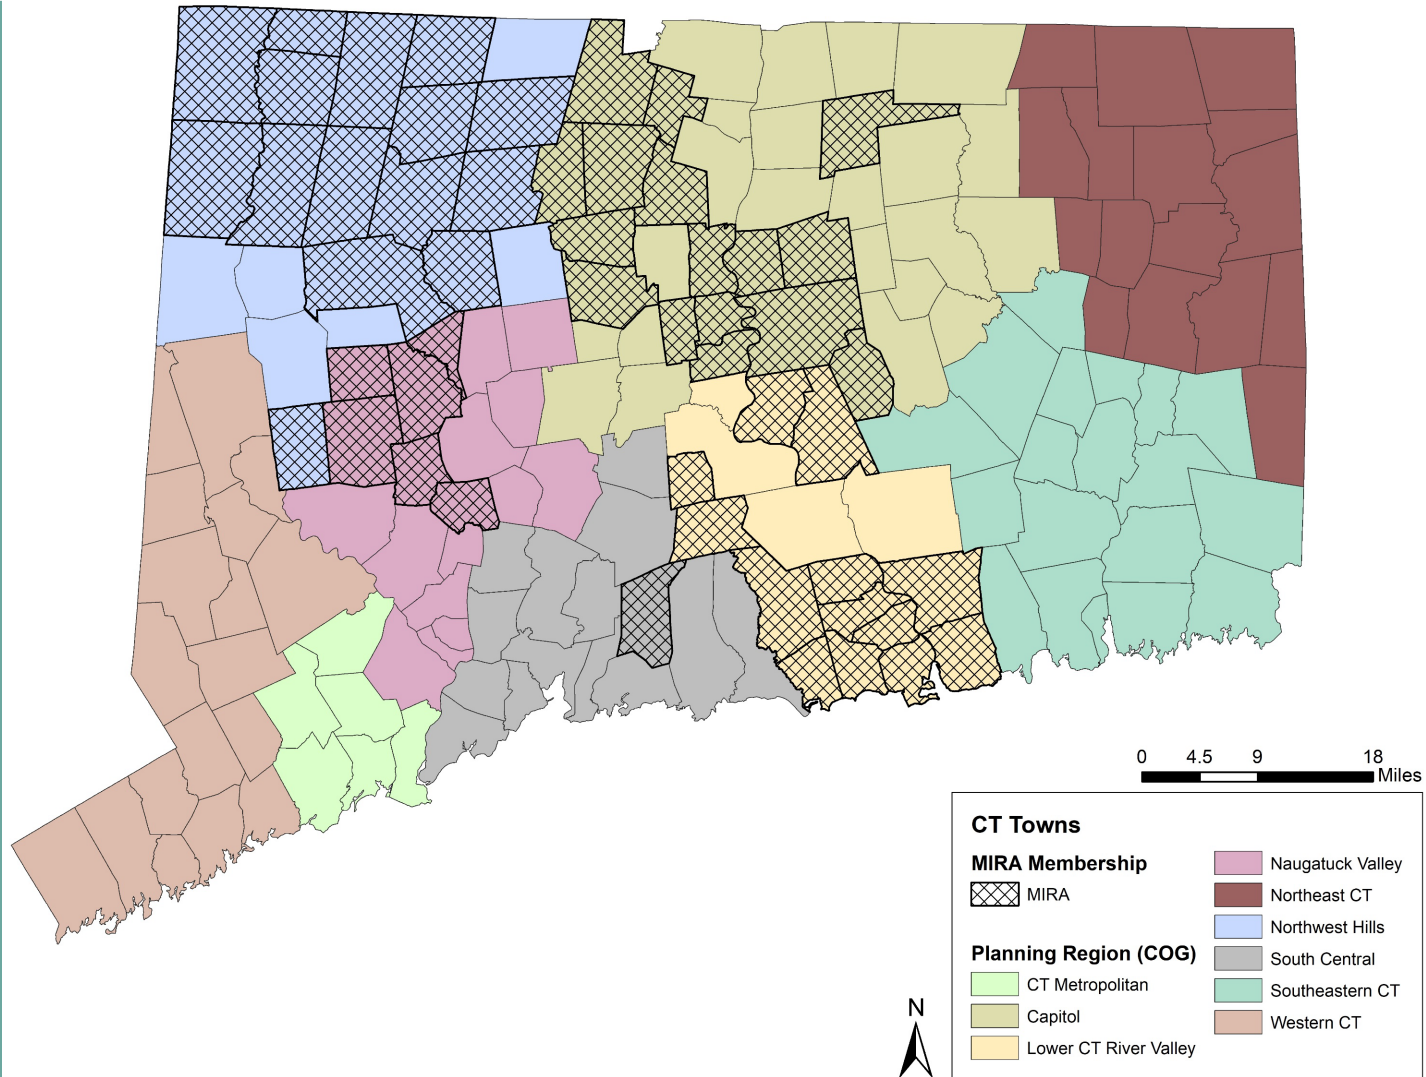 0 4.5 9 18
Miles
CT Towns
MIRA Membership
MIRA
Planning Region (COG)
CT Metropolitan
Capitol
Lower CT River Valley
Naugatuck Valley
Northeast CT
Northwest Hills
South Central
Southeastern CT
Western CT
N